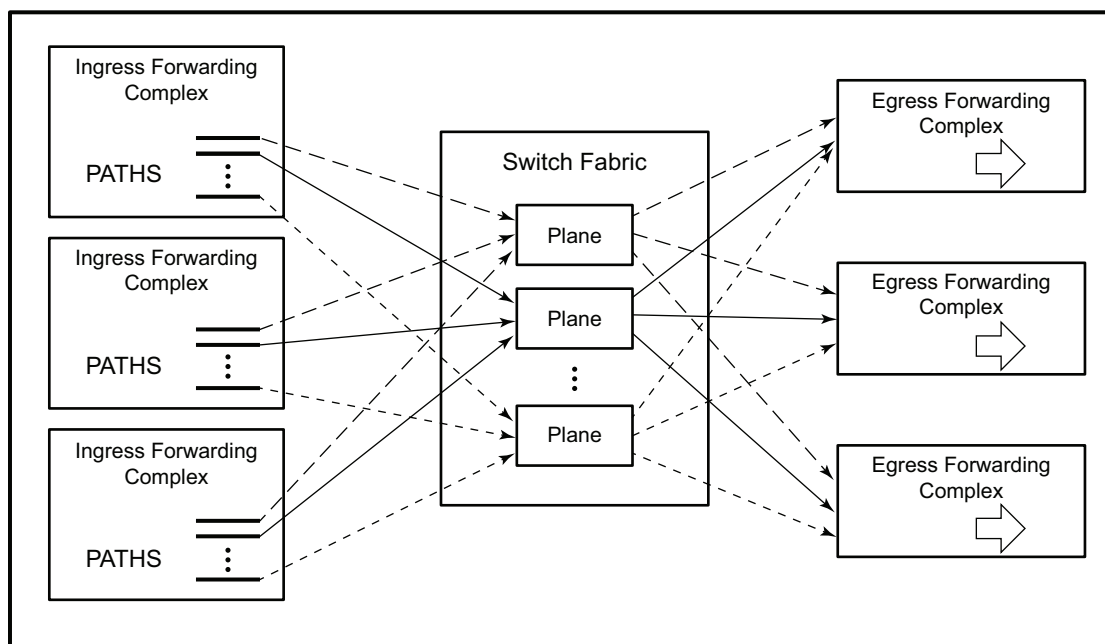 Ingress Forwarding
Complex
PATHS
Ingress Forwarding
Complex
PATHS
Ingress Forwarding
Complex
PATHS
Switch Fabric
Plane
Plane
Plane
Egress Forwarding
Complex
Egress Forwarding
Complex
Egress Forwarding
Complex